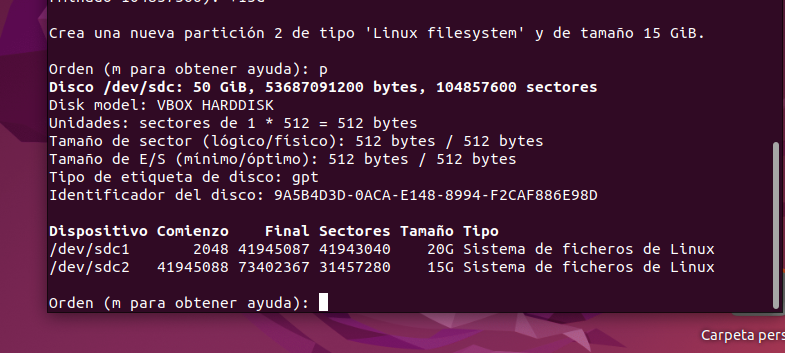 Crea una nueva partición 2 de tipo 'Linux filesystem' y de tamaño 15 GiB.
Orden (m para obtener ayuda): p
Disco /dev/sdc: 50 GiB, 53687091200 bytes, 104857600 sectores
Disk model: VBOX HARDDISK
Unidades: sectores de 1 * 512 = 512 bytes
Tamaño de sector (lógico/físico): 512 bytes / 512 bytes
Tamaño de E/S (mínimo/óptimo): 512 bytes / 512 bytes
Tipo de etiqueta de disco: gpt
Identificador del disco: 9A5B4D3D-0ACA-E148-8994-F2CAF886E98D
Dispositivo Comienzo Final Sectores Tamaño Tipo
/dev/sdc1 2048 41945087 41943040 20G Sistema de ficheros de Linux
/dev/sdc2 41945088 73402367 31457280 15G Sistema de ficheros de Linux
Orden (m para obtener ayuda):
Carpeta pers